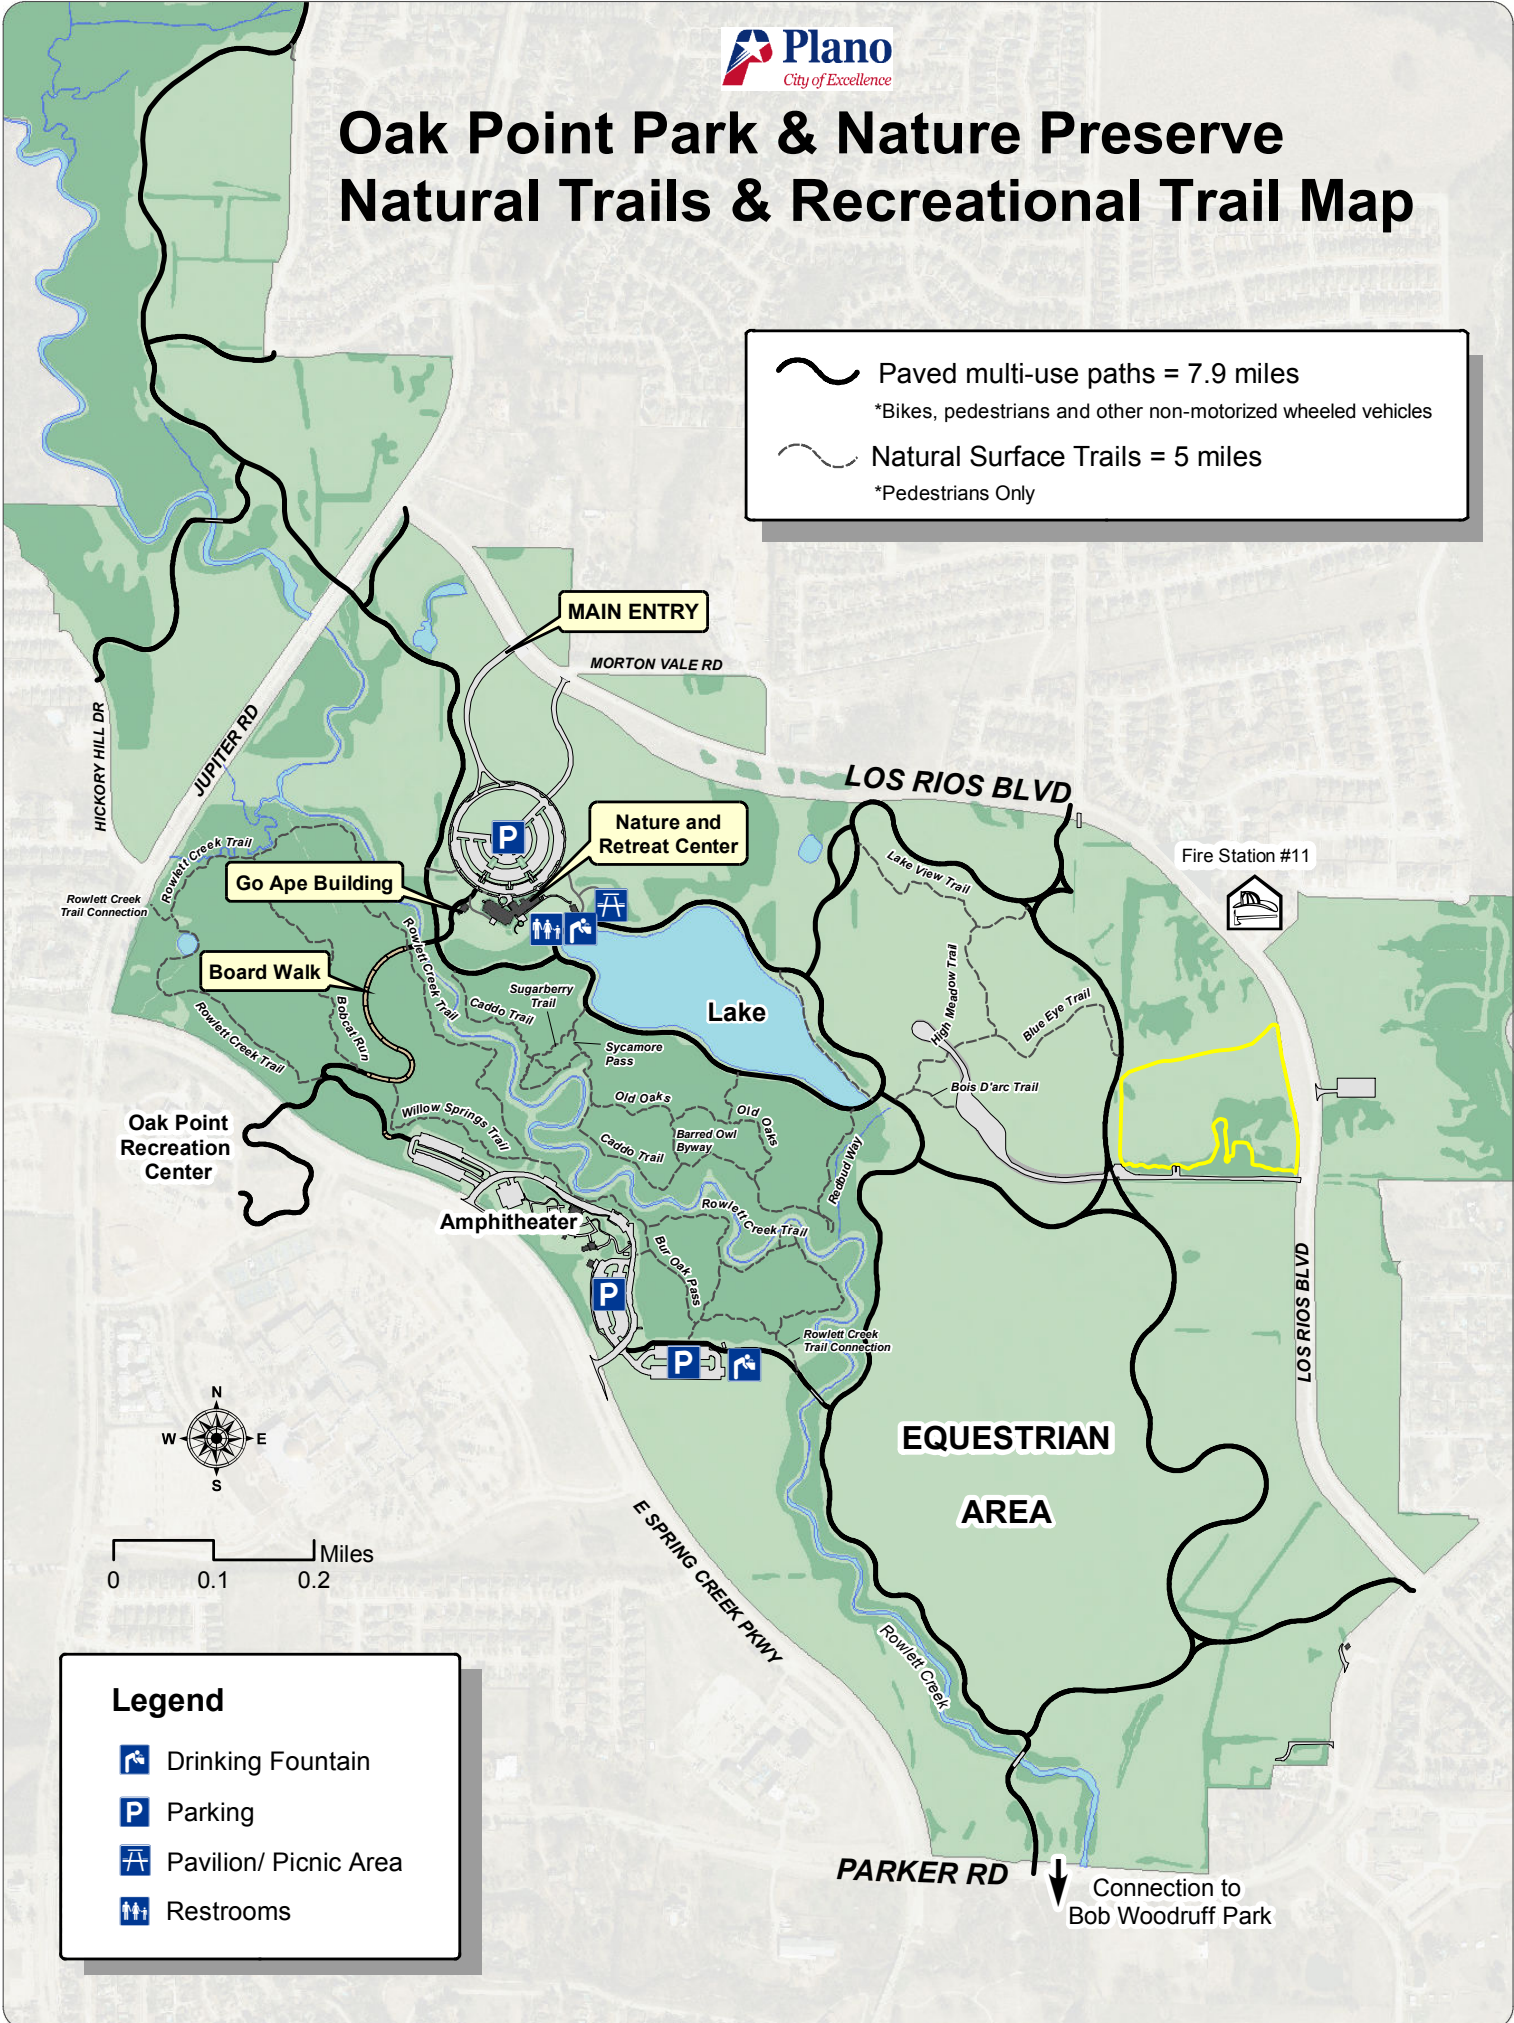 Plano
City of Excellence
Oak Point Park & Nature Preserve
Natural Trails & Recreational Trail Map
Paved multi-use paths = 7.9 miles
*Bikes, pedestrians and other non-motorized wheeled vehicles
Natural Surface Trails = 5 miles
*Pedestrians Only
MAIN ENTRY
MORTON VALE RD
HICKORY HILL DR
JUPITER RD
LOS RIOS BLVD
P
Nature and
Retreat Center
Fire Station #11
Rowlett Creek Trail
Go Ape Building
Lake View Trail
Rowlett Creek
Trail Connection
Rowlett Creek Trail
Board Walk
High Meadow Trail
Sugarberry
Trail
Caddo Trail
Lake
Blue Eye Trail
Bobcat Run
Rowlett Creek Trail
Sycamore
Pass
Bois D'arc Trail
Old Oaks
Old Oaks
Willow Springs Trail
Oak Point
Recreation
Center
Barred Owl
Byway
Caddo Trail
Redbud Way
Rowlett Creek Trail
Amphitheater
Bur Oak Pass
P
LOS RIOS BLVD
Rowlett Creek
Trail Connection
P
N
W
E
S
EQUESTRIAN
AREA
E SPRING CREEK PKWY
Miles
0
0.1
0.2
Rowlett Creek
Legend
Drinking Fountain
P
Parking
Pavilion/ Picnic Area
Restrooms
PARKER RD
Connection to
Bob Woodruff Park